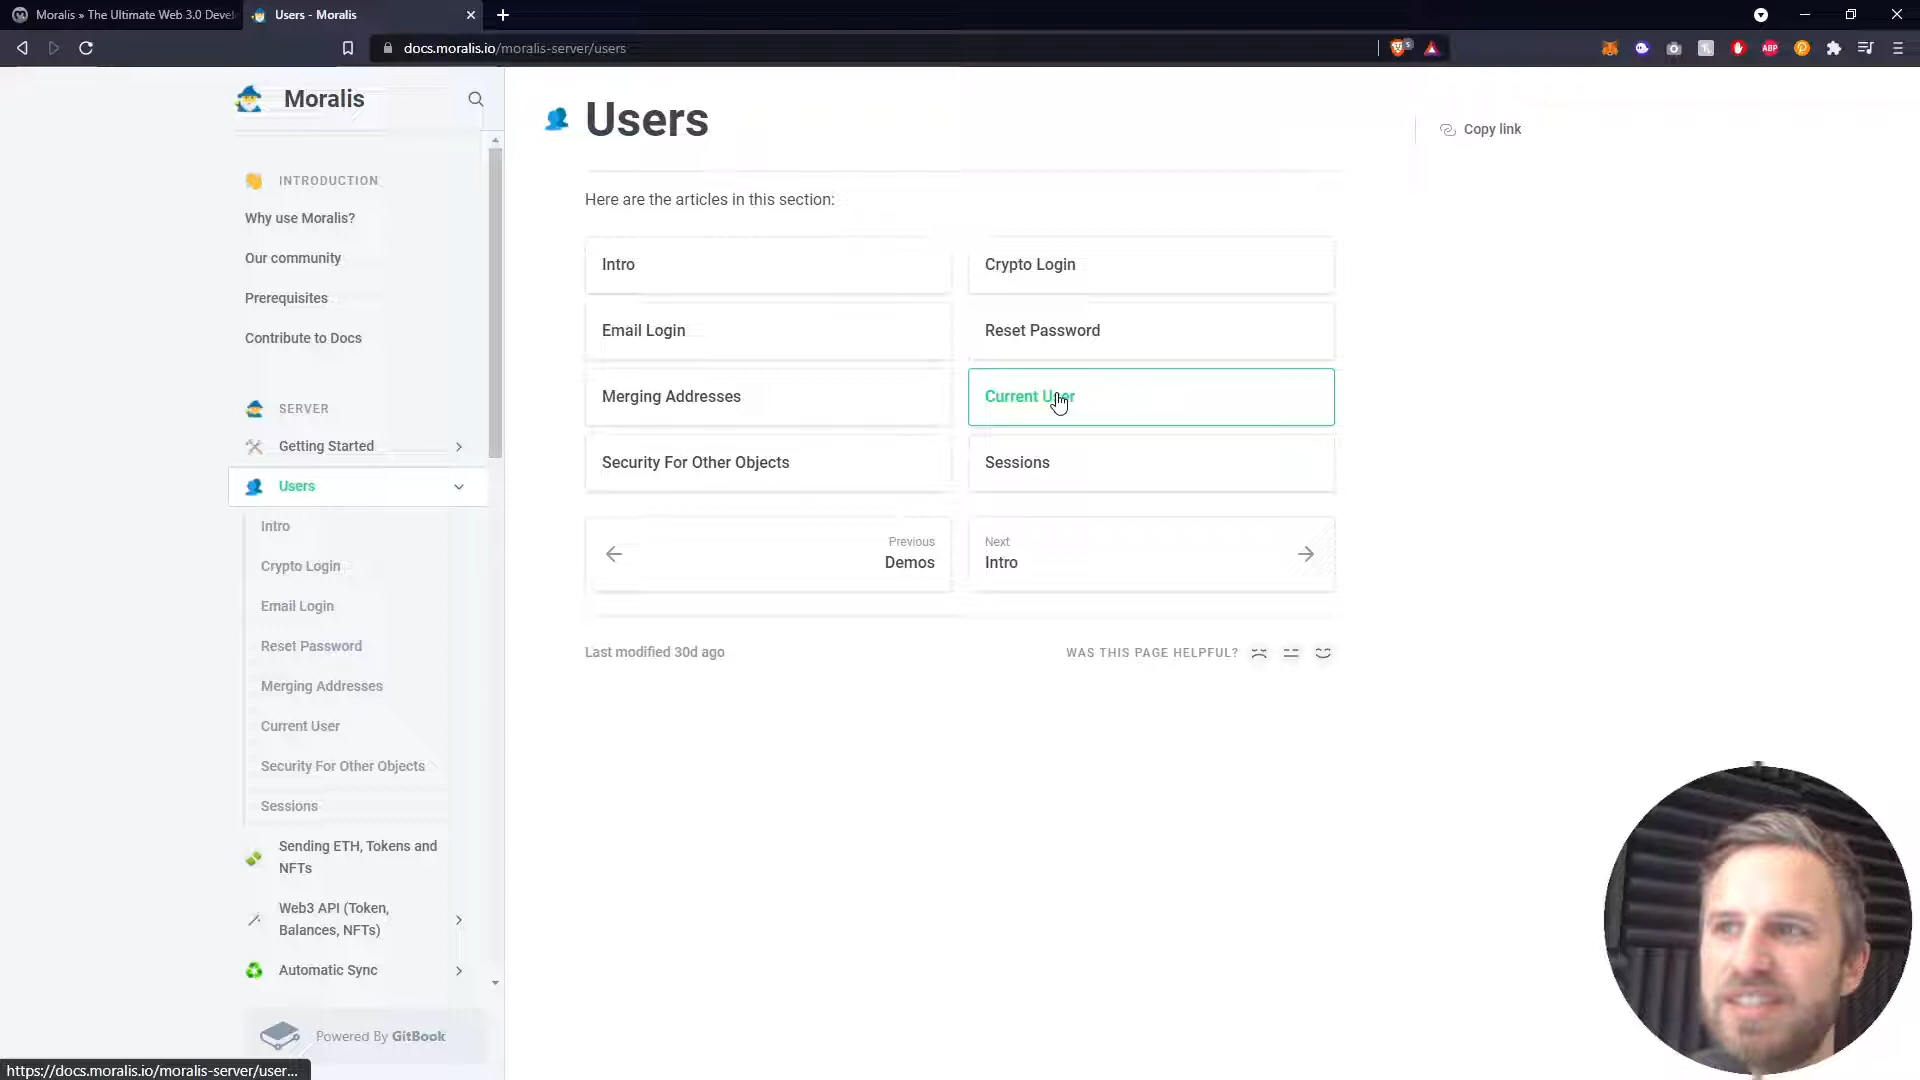 Moralis » The Ultimate Web 3.0 Devel
Users - Moralis
docs.moralis.io/moralis-server/users
Moralis
Users
Copy link
INTRODUCTION
Why use Moralis?
Our community
Prerequisites
Contribute to Docs
SERVER
Getting Started
Users
Intro
Crypto Login
Email Login
Reset Password
Merging Addresses
Current User
Security For Other Objects
Sessions
Sending ETH, Tokens and
NFTs
Web3 API (Token,
Balances, NFTs)
Automatic Sync
Powered By GitBook
Here are the articles in this section:
Intro
Crypto Login
Email Login
Reset Password
Merging Addresses
Current User
Security For Other Objects
Sessions
Previous
Demos
Next
Intro
Last modified 30d ago
WAS THIS PAGE HELPFUL?
https://docs.moralis.io/moralis-server/user...
ABP
5